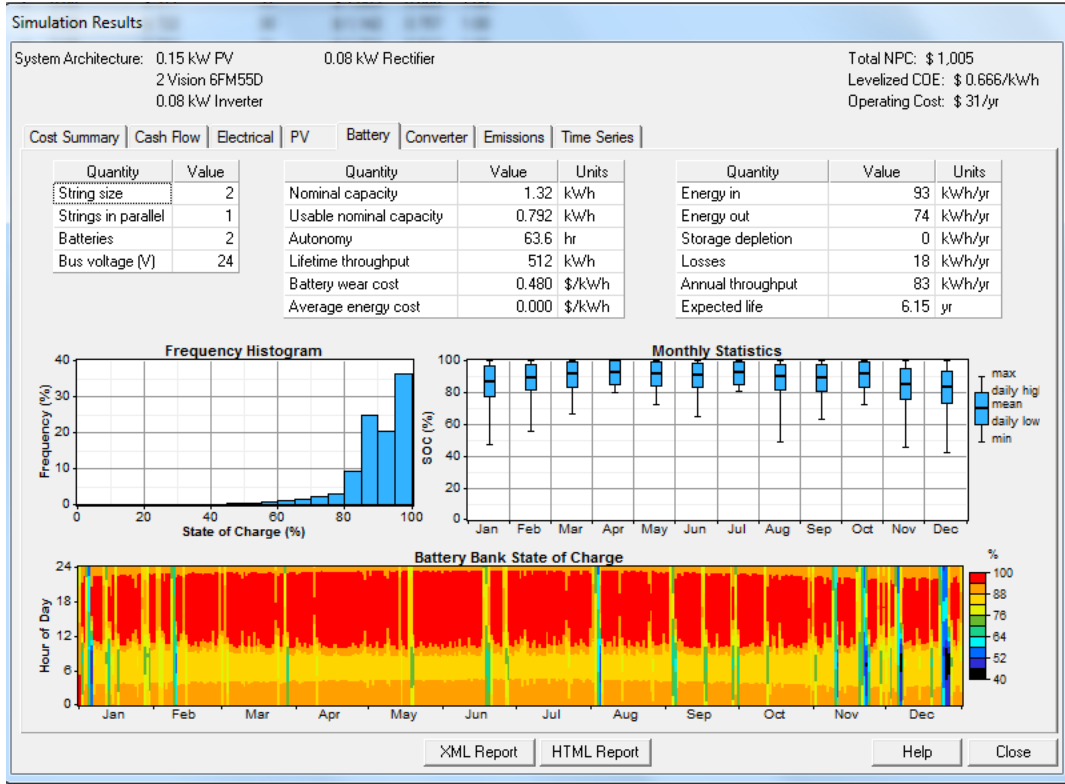 Simulation Results
System Architecture: 0.15 kW PV 0.08 kW Rectifier
2 Vision 6FM55D
0.08 kW Inverter
Total NPC: $ 1,005
Levelized COE: $ 0.666/kWh
Operating Cost: $ 31/yr
Cost Summary Cash Flow Electrical PV Battery Converter Emissions Time Series
Quantity Value
String size 2
Strings in parallel 1
Batteries 2
Bus voltage (V) 24
Quantity Value Units
Nominal capacity 1.32 kWh
Usable nominal capacity 0.792 kWh
Autonomy 63.6 hr
Lifetime throughput 512 kWh
Battery wear cost 0.480 $/kWh
Average energy cost 0.000 $/kWh
Quantity Value Units
Energy in 93 kWh/yr
Energy out 74 kWh/yr
Storage depletion 0 kWh/yr
Losses 18 kWh/yr
Annual throughput 83 kWh/yr
Expected life 6.15 yr
Frequency Histogram
Frequency (%)
40
30
20
10
0
0 20 40 60 80 100
State of Charge (%)
Monthly Statistics
SOC (%)
100
80
60
40
20
0
Jan Feb Mar Apr May Jun Jul Aug Sep Oct Nov Dec
max
daily hig
mean
daily low
min
Battery Bank State of Charge
Hour of Day
24
18
12
6
0
Jan Feb Mar Apr May Jun Jul Aug Sep Oct Nov Dec
%
100
88
76
64
52
40
XML Report HTML Report Help Close